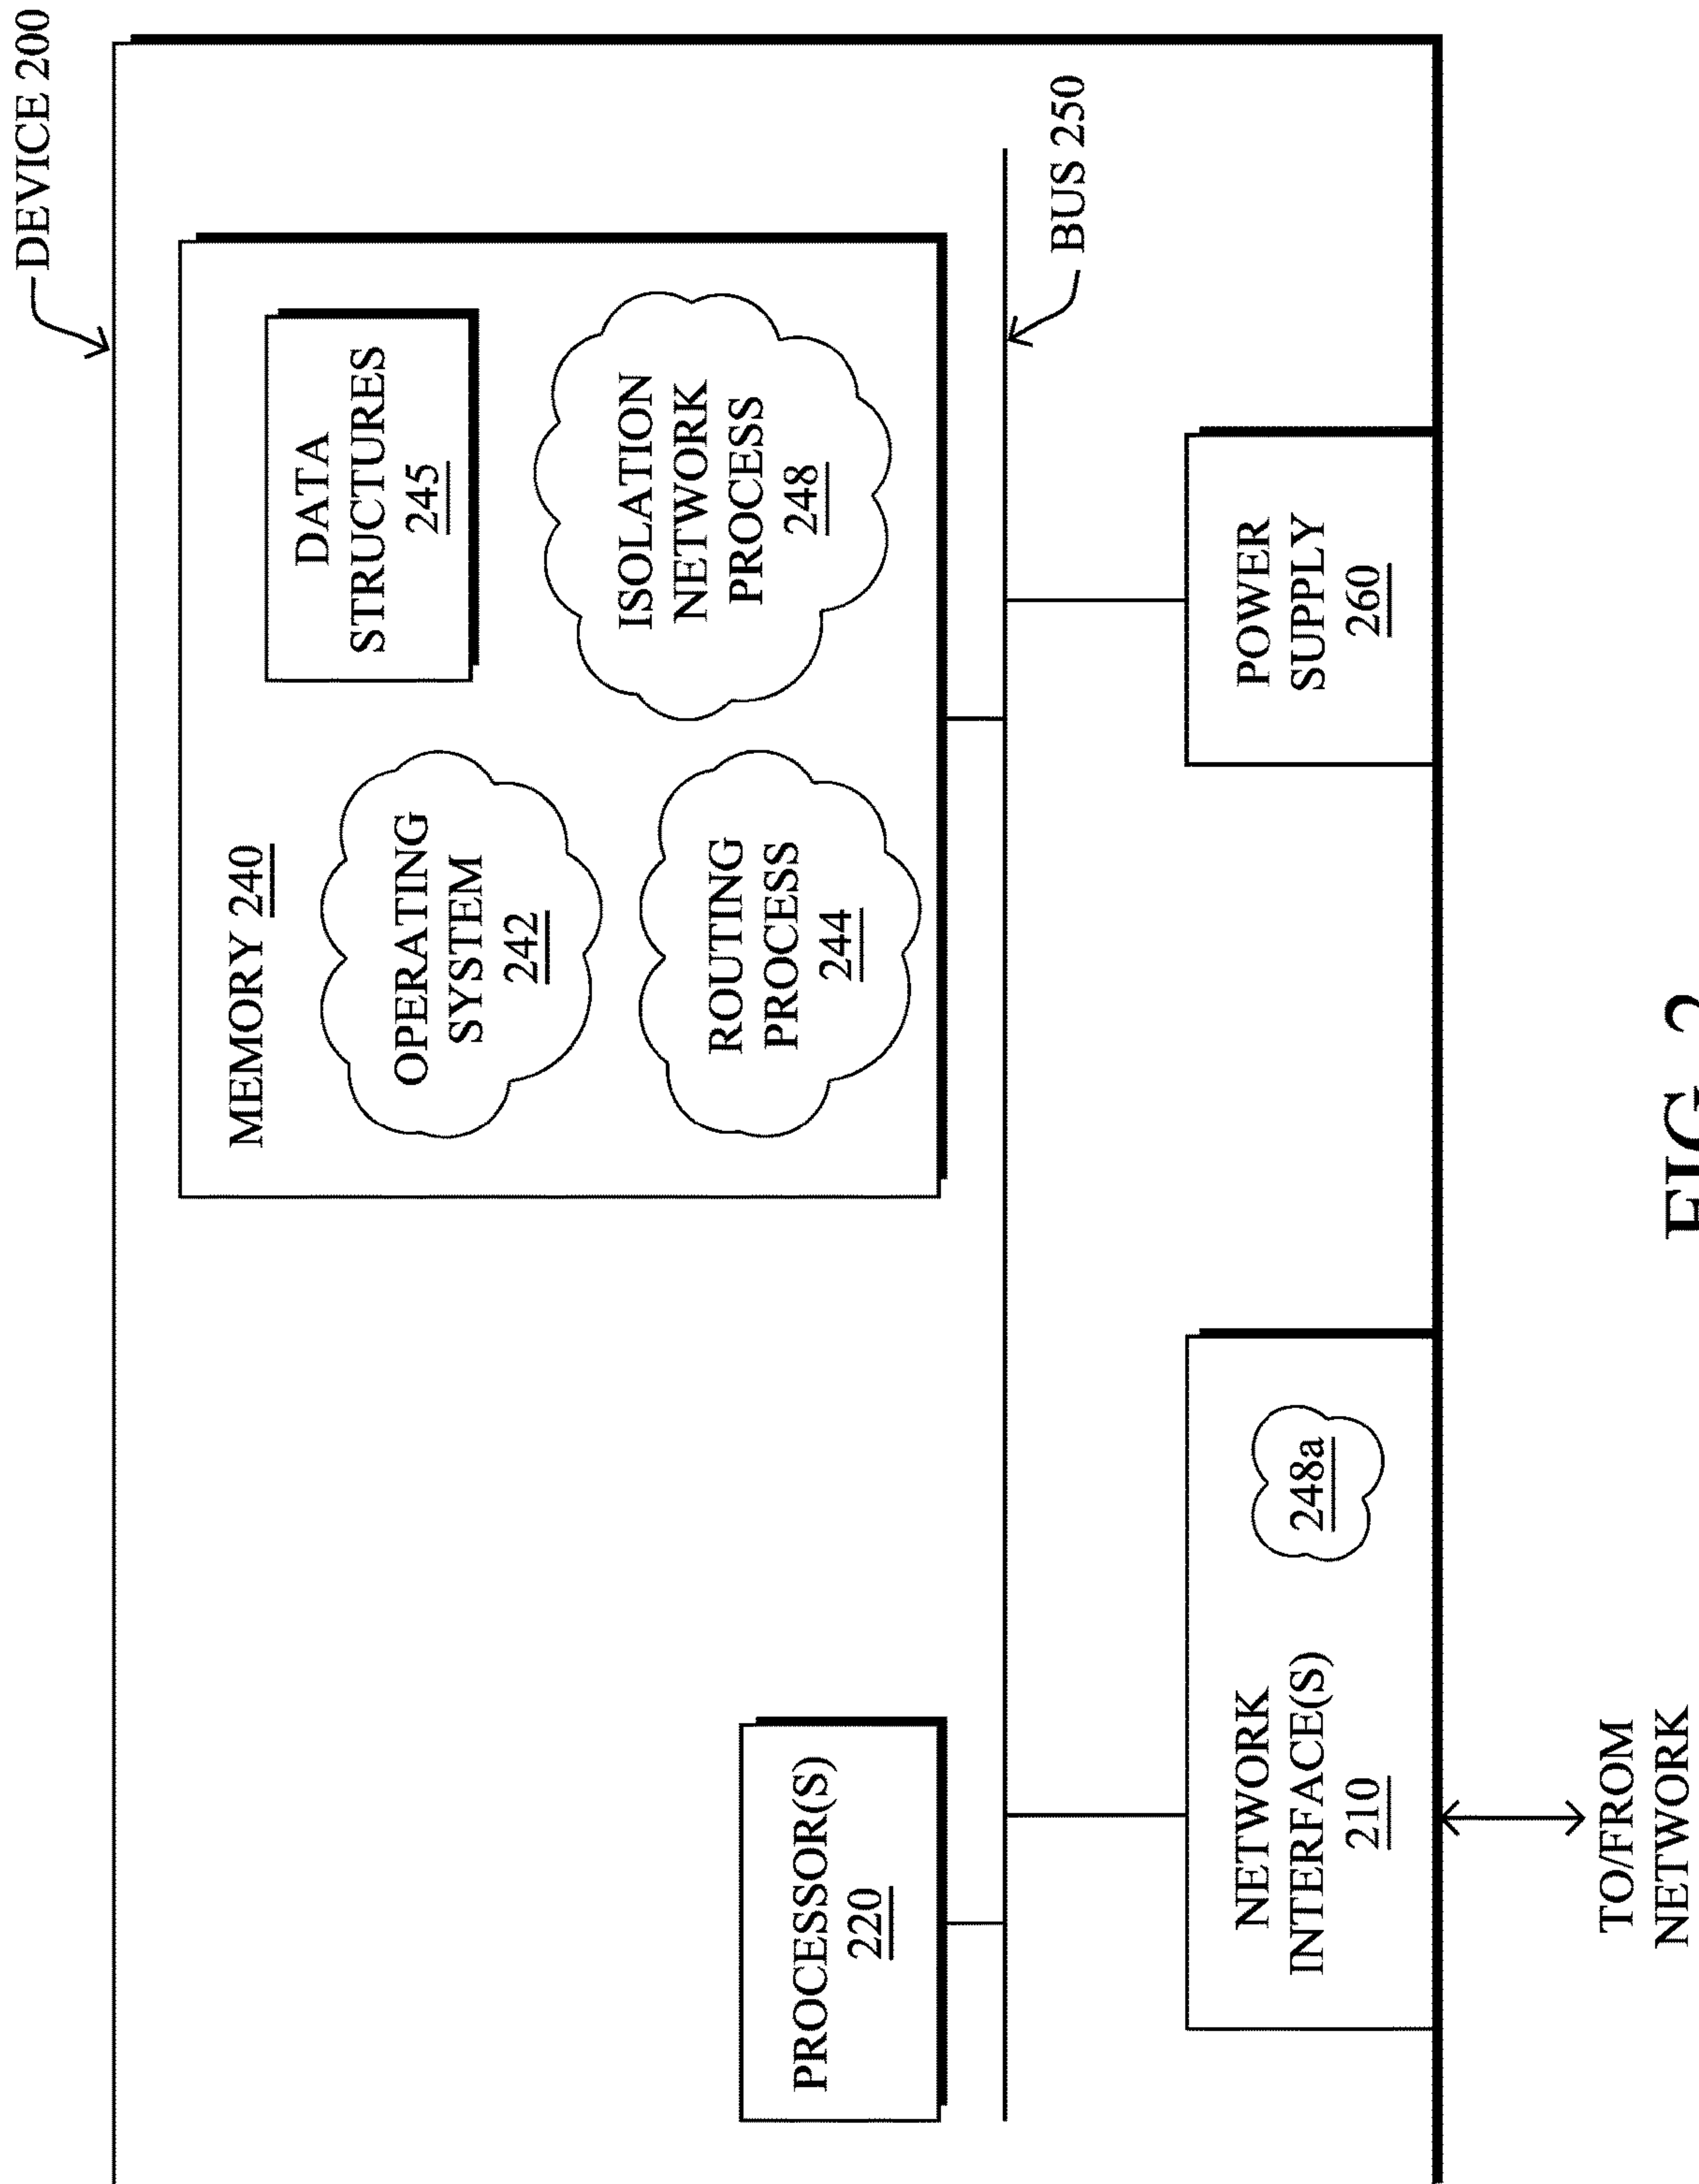 DEVICE 200
MEMORY 240
OPERATING
SYSTEM
242
DATA
STRUCTURES
245
ROUTING
PROCESS
244
ISOLATION
NETWORK
PROCESS
248
PROCESSOR(S)
220
BUS 250
NETWORK
INTERFACE(S)
210
248a
POWER
SUPPLY
260
TO/FROM
NETWORK
FIG. 2